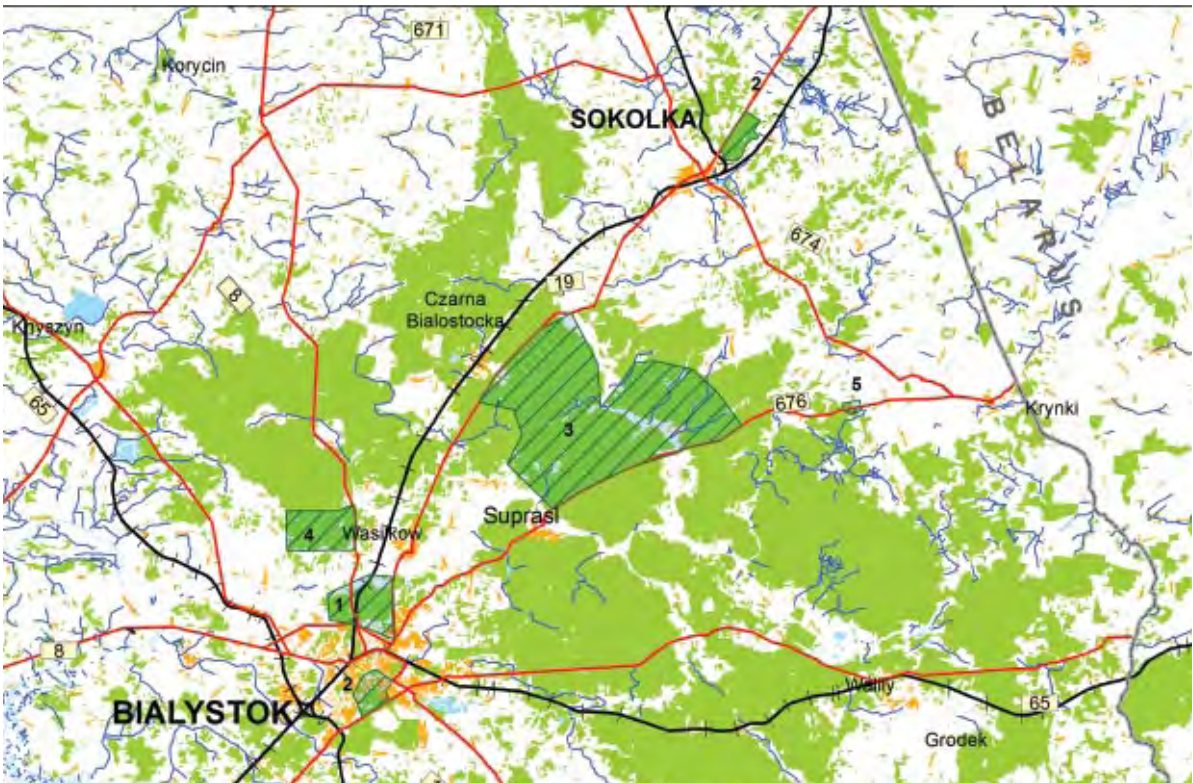 671
Korycin
2
SOKOLKA
BELARUS
674
19
8
Czarna
Bialostocka
Knyszyn
65
5
676
Krynki
3
Suprasl
4
Wasilkow
1
8
2
BIALYSTOK
Walily
65
Grodek